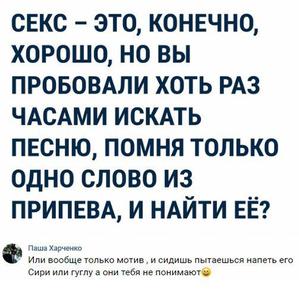 СЕКС – ЭТО, КОНЕЧНО,
ХОРОШО, НО ВЫ
ПРОБОВАЛИ ХОТЬ РАЗ
ЧАСАМИ ИСКАТЬ
ПЕСНЮ, ПОМНЯ ТОЛЬКО
ОДНО СЛОВО ИЗ
ПРИПЕВА, И НАЙТИ ЕЁ?
Паша Харченко
Или вообще только мотив , и сидишь пытаешься напеть его
Сири или гуглу а они тебя не понимают😄